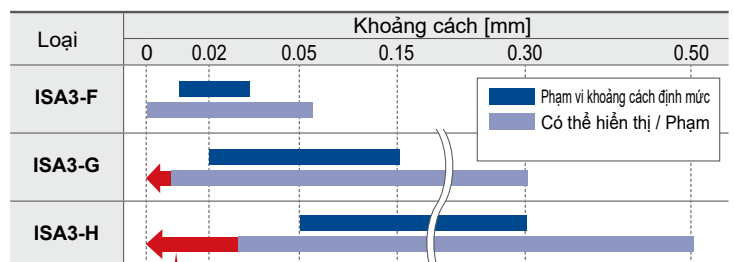 Loại
Khoảng cách [mm]
0 0.02 0.05 0.15 0.30 0.50
ISA3-F
Phạm vi khoảng cách định mức
Có thể hiển thị / Phạm
ISA3-G
ISA3-H